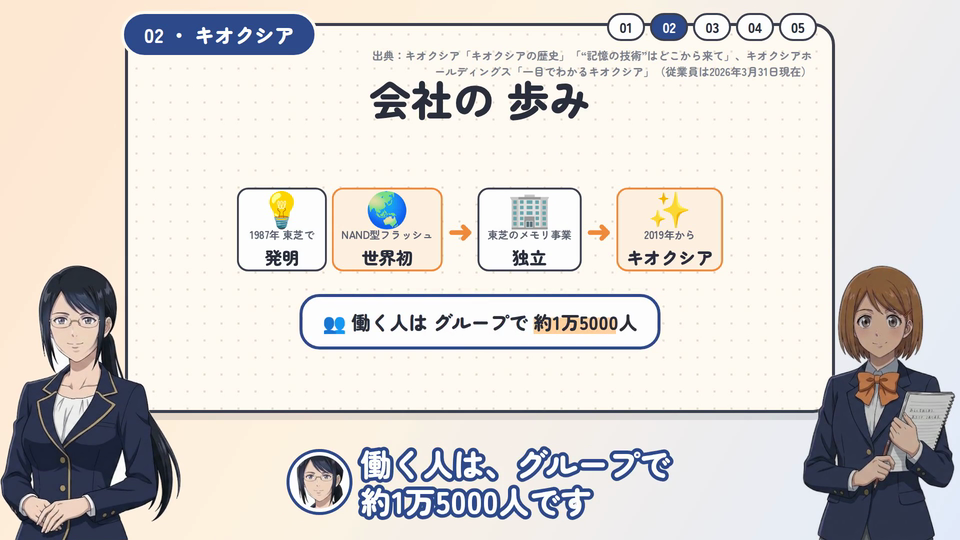 02 ・ キオクシア
01 02 03 04 05
出典：キオクシア「キオクシアの歴史」「“記憶の技術”はどこから来て」、キオクシアホ
ールディングス「一目でわかるキオクシア」（従業員は2026年3月31日現在）
会社の 歩み
1987年 東芝で
発明
NAND型フラッシュ
世界初
東芝のメモリ事業
独立
2019年から
キオクシア
働く人は グループで 約1万5000人
働く人は、グループで
約1万5000人です